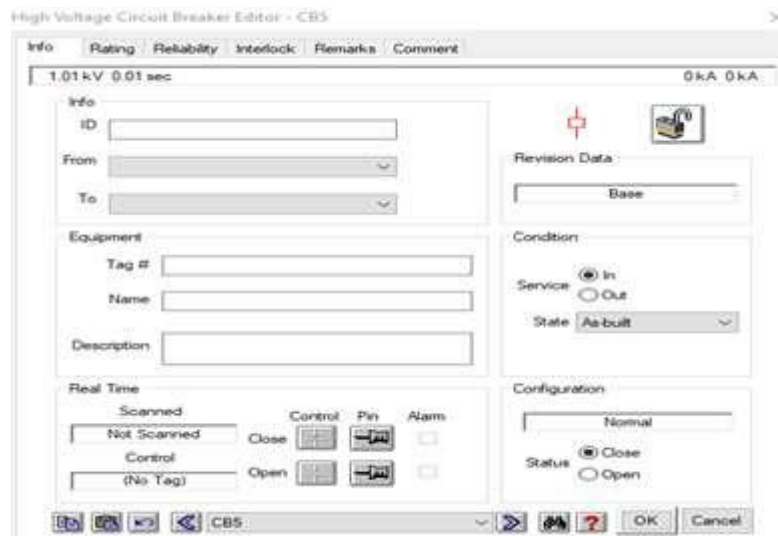 High Voltage Circuit Breaker Editor - CB5
Info Rating Reliability Interlock Remarks Comment
1.01 kV 0.01 sec 0 kA 0 kA
Info
ID
From
To
Revision Data
Base
Equipment
Tag #
Name
Description
Condition
Service In
Out
State As-built
Real Time
Scanned
Not Scanned
Control
(No Tag)
Control Pin Alarm
Close
Open
Configuration
Normal
Status Close
Open
CB5
? OK Cancel